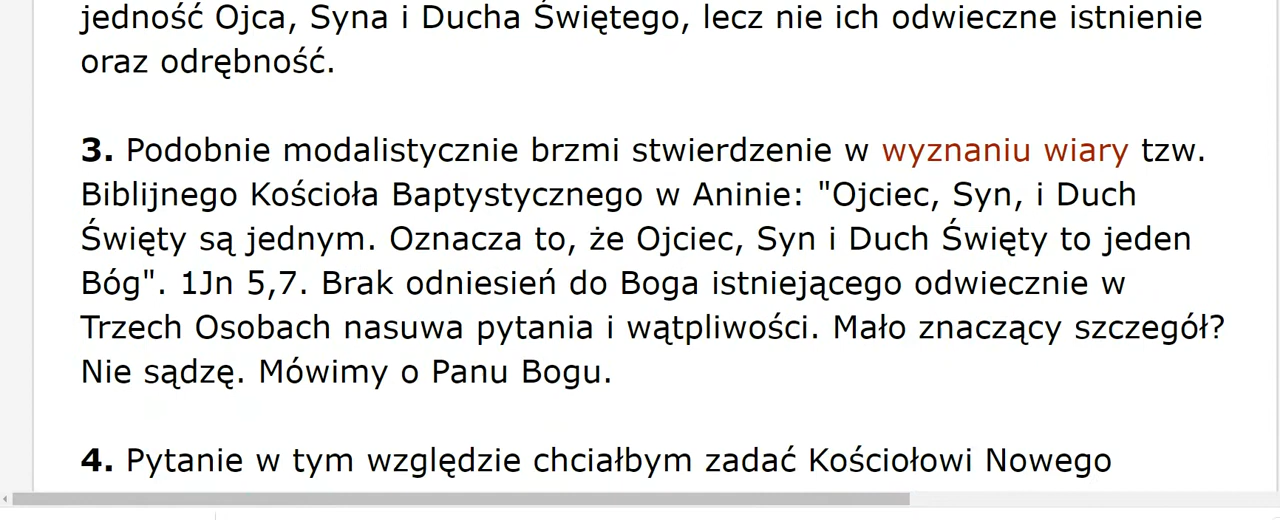 jedność Ojca, Syna i Ducha Świętego, lecz nie ich odwieczne istnienie
oraz odrębność.
3. Podobnie modalistycznie brzmi stwierdzenie w wyznaniu wiary tzw.
Biblijnego Kościoła Baptystycznego w Aninie: "Ojciec, Syn, i Duch
Święty są jednym. Oznacza to, że Ojciec, Syn i Duch Święty to jeden
Bóg". 1Jn 5,7. Brak odniesień do Boga istniejącego odwiecznie w
Trzech Osobach nasuwa pytania i wątpliwości. Mało znaczący szczegół?
Nie sądzę. Mówimy o Panu Bogu.
4. Pytanie w tym względzie chciałbym zadać Kościołowi Nowego